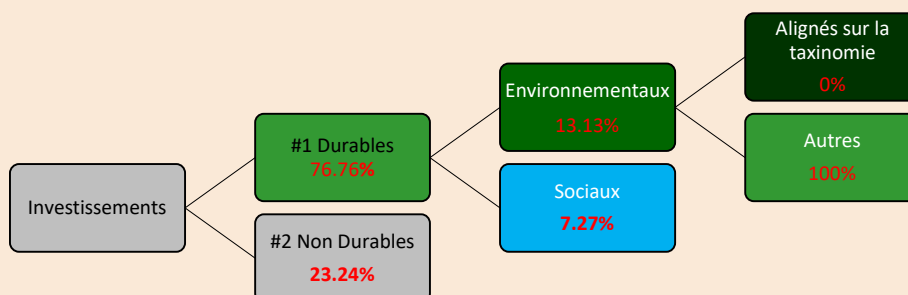 Investissements
#1 Durables
76.76%
#2 Non Durables
23.24%
Environnementaux
13.13%
Sociaux
7.27%
Alignés sur la
taxinomie
0%
Autres
100%